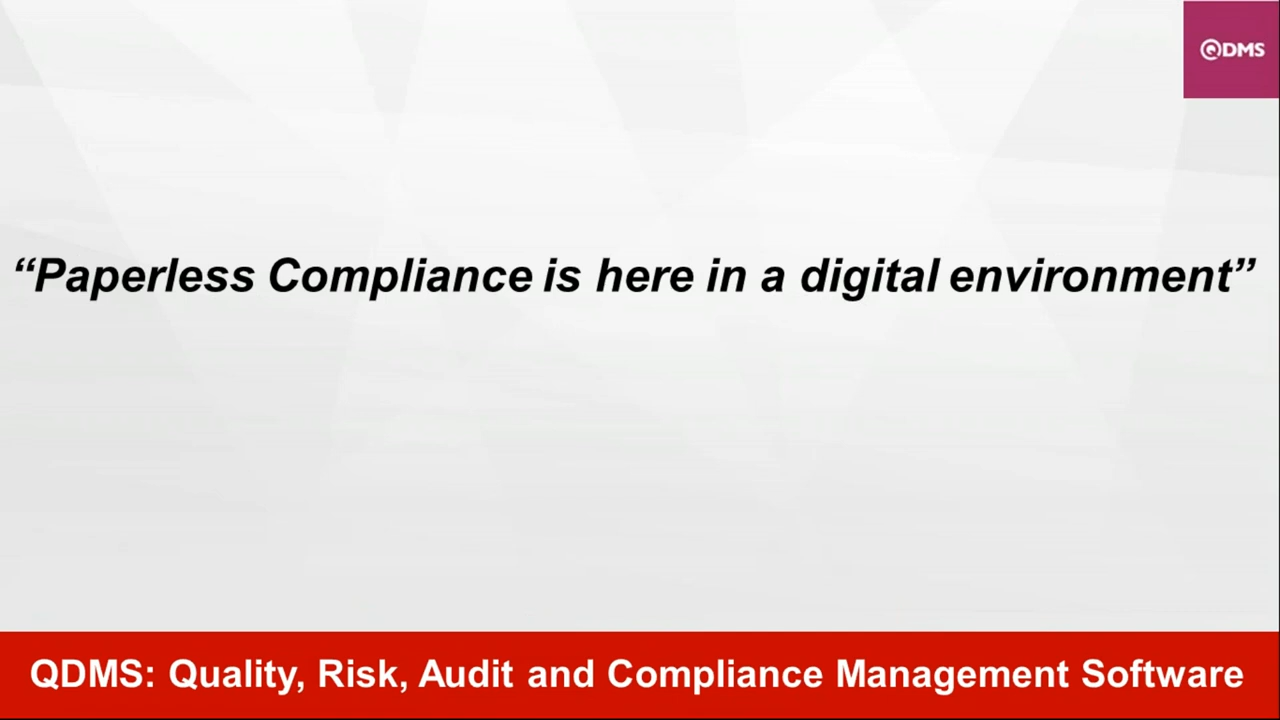 QDMS
“Paperless Compliance is here in a digital environment”
QDMS: Quality, Risk, Audit and Compliance Management Software